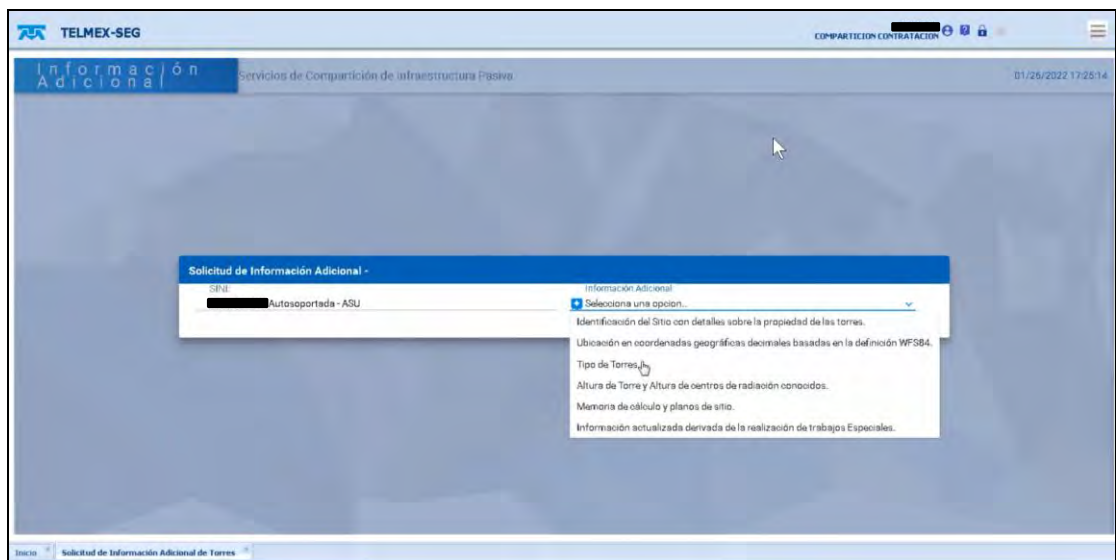 TELMEX-SEG
COMPARTICION CONTRATACION
Información
Adicional
Servicios de Compartición de Infraestructura Pasiva
01/26/2022 17:25:14
Solicitud de Información Adicional -
SINE:
Autosoportada - ASU
Información Adicional
Selecciona una opcion...
Identificación del Sitio con detalles sobre la propiedad de las torres.
Ubicación en coordenadas geográficas decimales basadas en la definición WFS84.
Tipo de Torres.
Altura de Torre y Altura de centros de radiación conocidos.
Memoria de cálculo y planos de sitio.
Información actualizada derivada de la realización de trabajos Especiales.
Inicio
Solicitud de Información Adicional de Torres